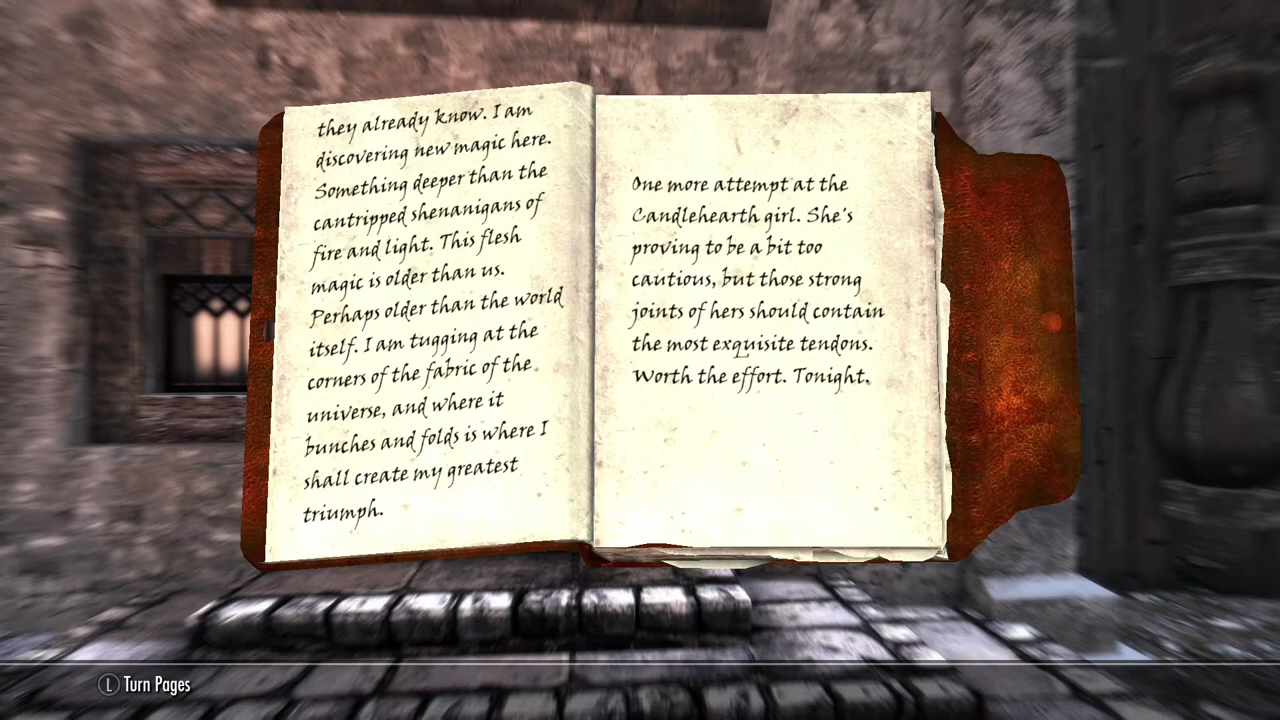 they already know. I am
discovering new magic here.
Something deeper than the
cantripped shenanigans of
fire and light. This flesh
magic is older than us.
Perhaps older than the world
itself. I am tugging at the
corners of the fabric of the
universe, and where it
bunches and folds is where I
shall create my greatest
triumph.
One more attempt at the
Candlehearth girl. She's
proving to be a bit too
cautious, but those strong
joints of hers should contain
the most exquisite tendons.
Worth the effort. Tonight.
L Turn Pages